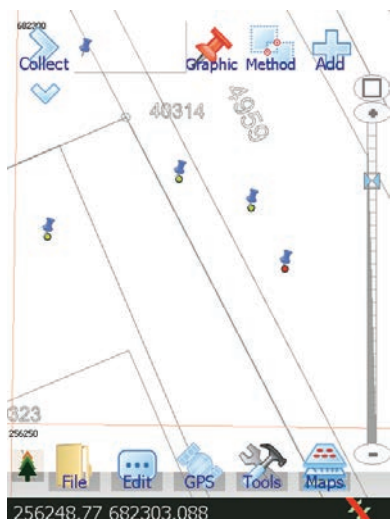 682300
Collect
Graphic
Method
Add
40314
4959
323
256250
File
Edit
GPS
Tools
Maps
256248.77 682303.088